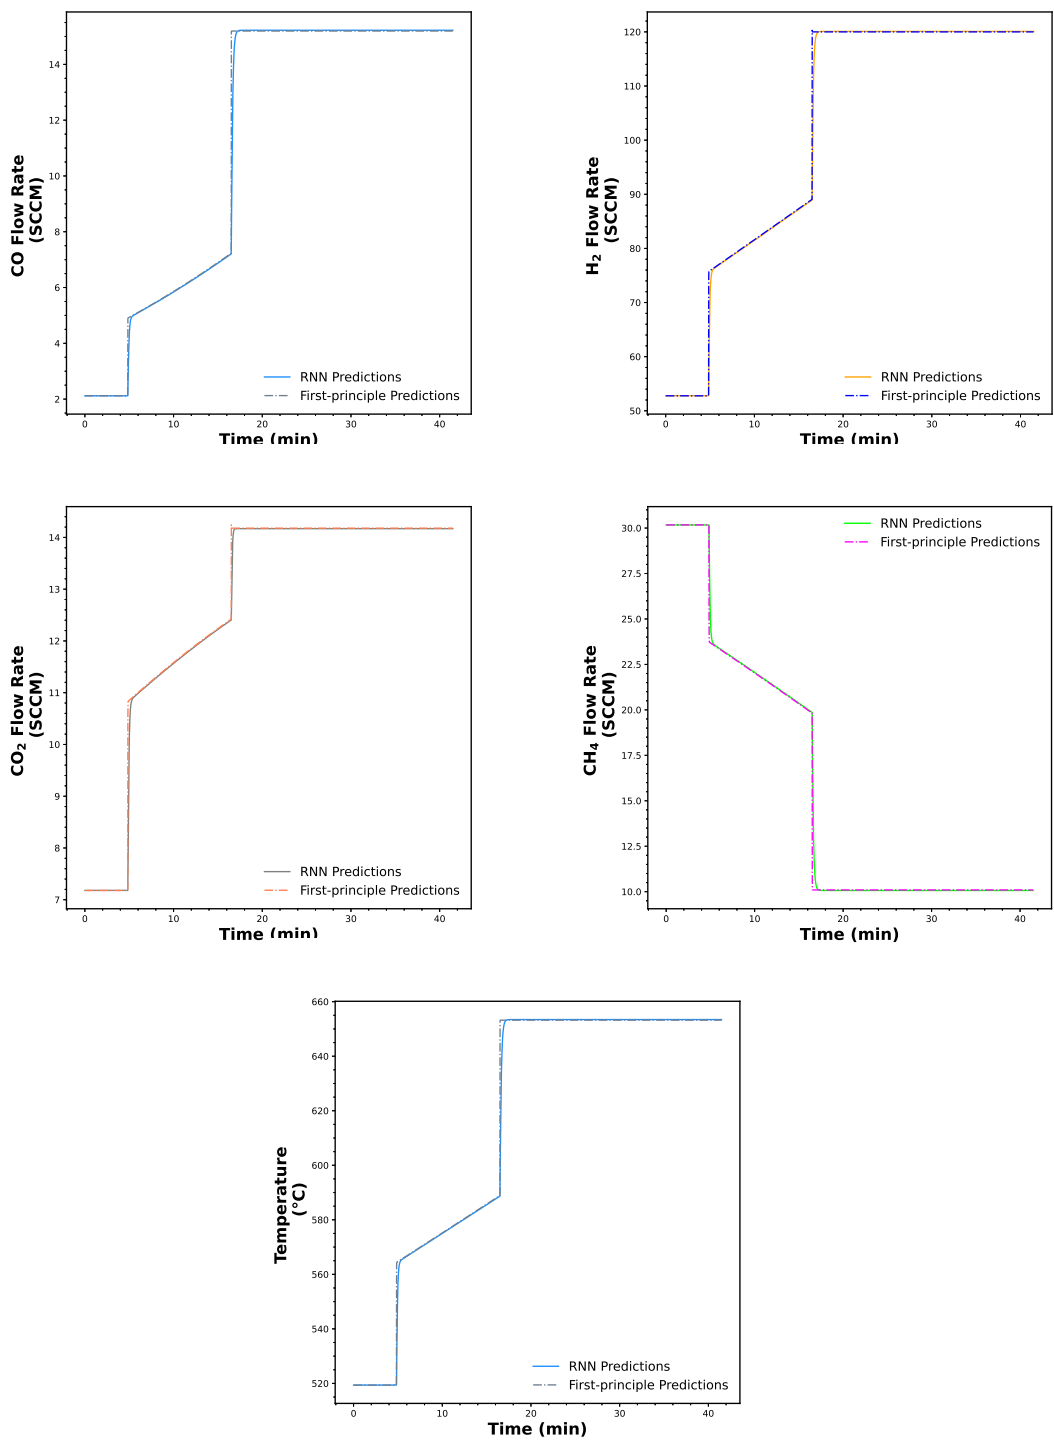 CO Flow Rate
(SCCM)
14
12
10
8
6
4
2
RNN Predictions
First-principle Predictions
0 10 20 30 40
Time (min)
H₂ Flow Rate
(SCCM)
120
110
100
90
80
70
60
50
RNN Predictions
First-principle Predictions
0 10 20 30 40
Time (min)
CO₂ Flow Rate
(SCCM)
14
13
12
11
10
9
8
7
RNN Predictions
First-principle Predictions
0 10 20 30 40
Time (min)
CH₄ Flow Rate
(SCCM)
30.0
27.5
25.0
22.5
20.0
17.5
15.0
12.5
10.0
RNN Predictions
First-principle Predictions
0 10 20 30 40
Time (min)
Temperature
(°C)
660
640
620
600
580
560
540
520
RNN Predictions
First-principle Predictions
0 10 20 30 40
Time (min)